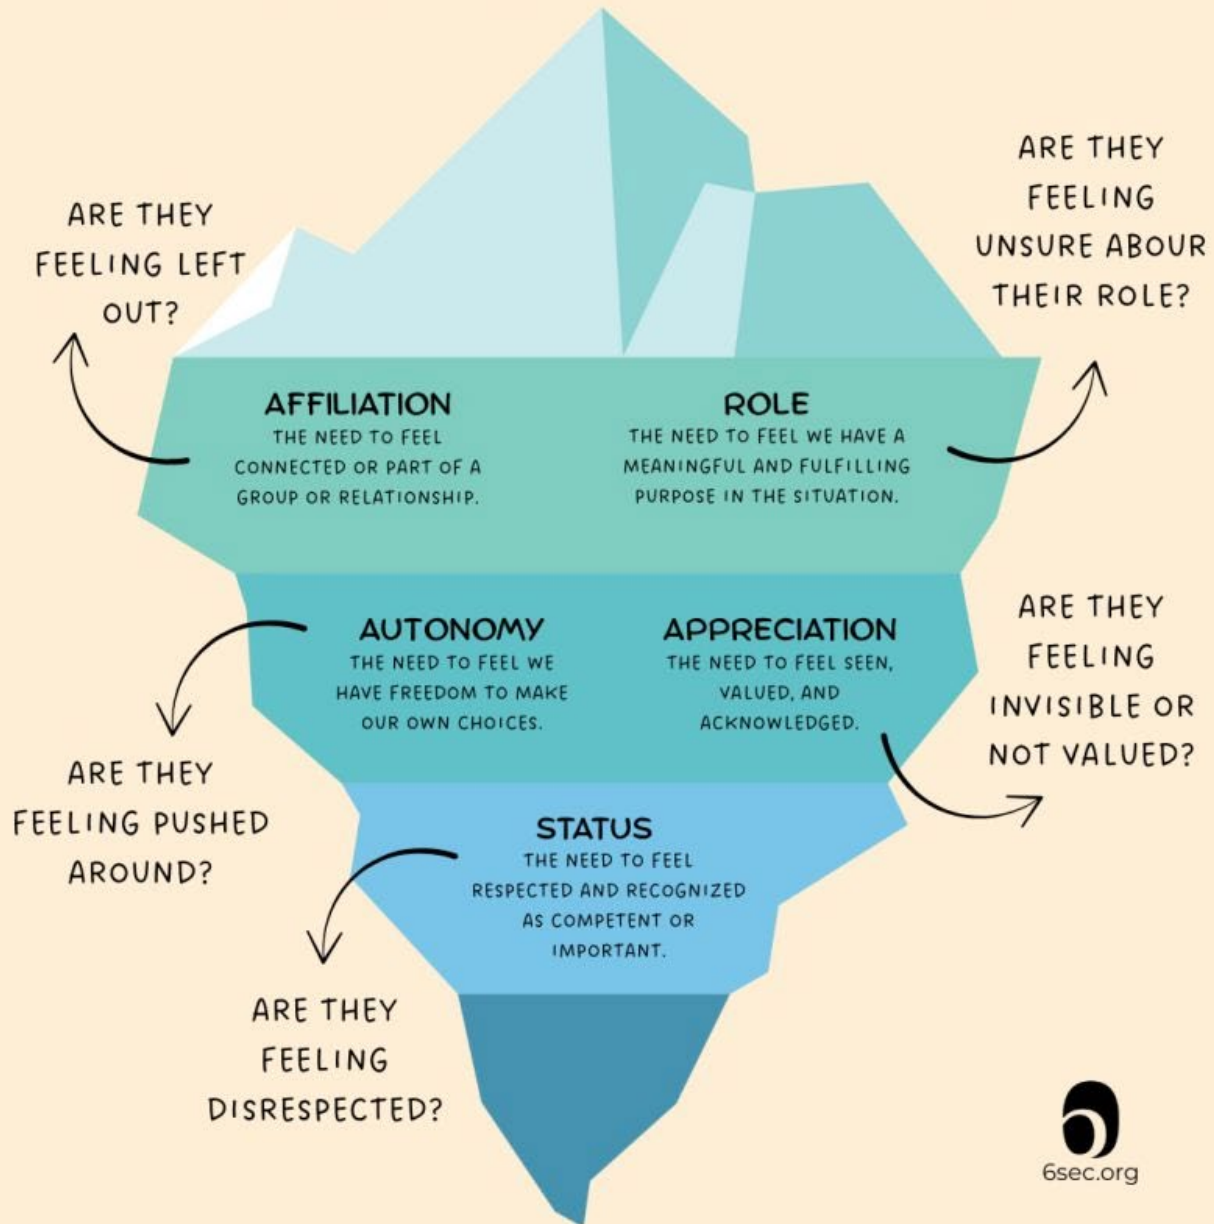 ARE THEY
FEELING LEFT
OUT?
ARE THEY
FEELING
UNSURE ABOUR
THEIR ROLE?
AFFILIATION
THE NEED TO FEEL
CONNECTED OR PART OF A
GROUP OR RELATIONSHIP.
ROLE
THE NEED TO FEEL WE HAVE A
MEANINGFUL AND FULFILLING
PURPOSE IN THE SITUATION.
AUTONOMY
THE NEED TO FEEL WE
HAVE FREEDOM TO MAKE
OUR OWN CHOICES.
APPRECIATION
THE NEED TO FEEL SEEN,
VALUED, AND
ACKNOWLEDGED.
ARE THEY
FEELING
INVISIBLE OR
NOT VALUED?
ARE THEY
FEELING PUSHED
AROUND?
STATUS
THE NEED TO FEEL
RESPECTED AND RECOGNIZED
AS COMPETENT OR
IMPORTANT.
ARE THEY
FEELING
DISRESPECTED?
6sec.org